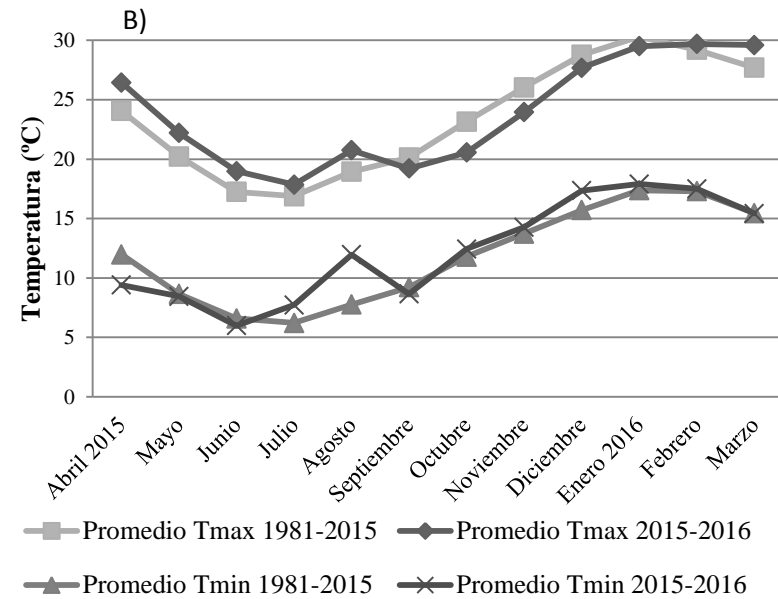 B)
Temperatura (ºC)
30
25
20
15
10
5
0
Abril 2015
Mayo
Junio
Julio
Agosto
Septiembre
Octubre
Noviembre
Diciembre
Enero 2016
Febrero
Marzo
Promedio Tmax 1981-2015
Promedio Tmax 2015-2016
Promedio Tmin 1981-2015
Promedio Tmin 2015-2016